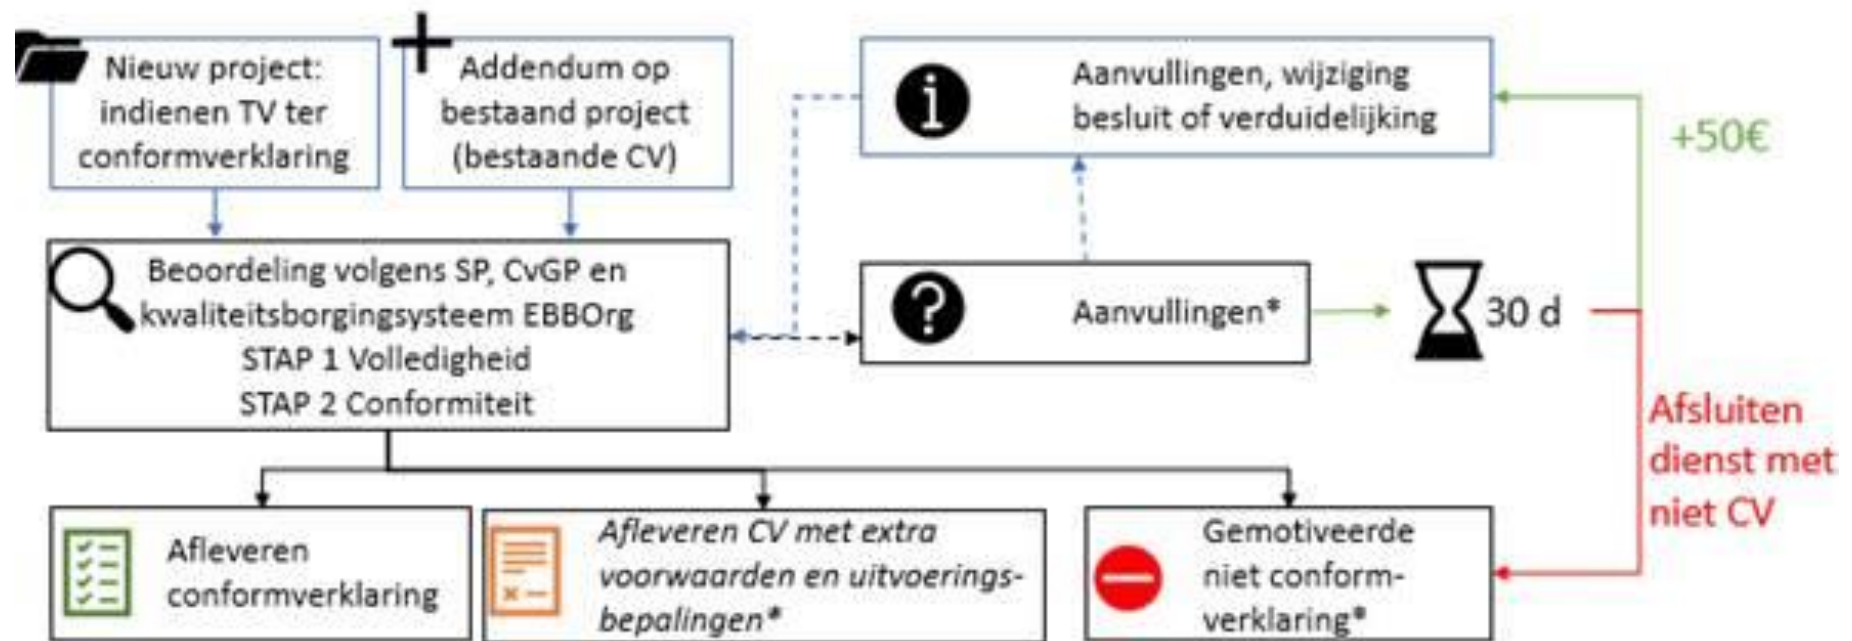 Nieuw project:
indienen TV ter
conformverklaring
Addendum op
bestaand project
(bestaande CV)
Aanvullingen, wijziging
besluit of verduidelijking
+50€
Beoordeling volgens SP, CvGP en
kwaliteitsborgingsysteem EBBOrg
STAP 1 Volledigheid
STAP 2 Conformiteit
Aanvullingen*
30 d
Afsluiten
dienst met
niet CV
Afleveren
conformverklaring
Afleveren CV met extra
voorwaarden en uitvoerings-
bepalingen*
Gemotiveerde
niet conform-
verklaring*